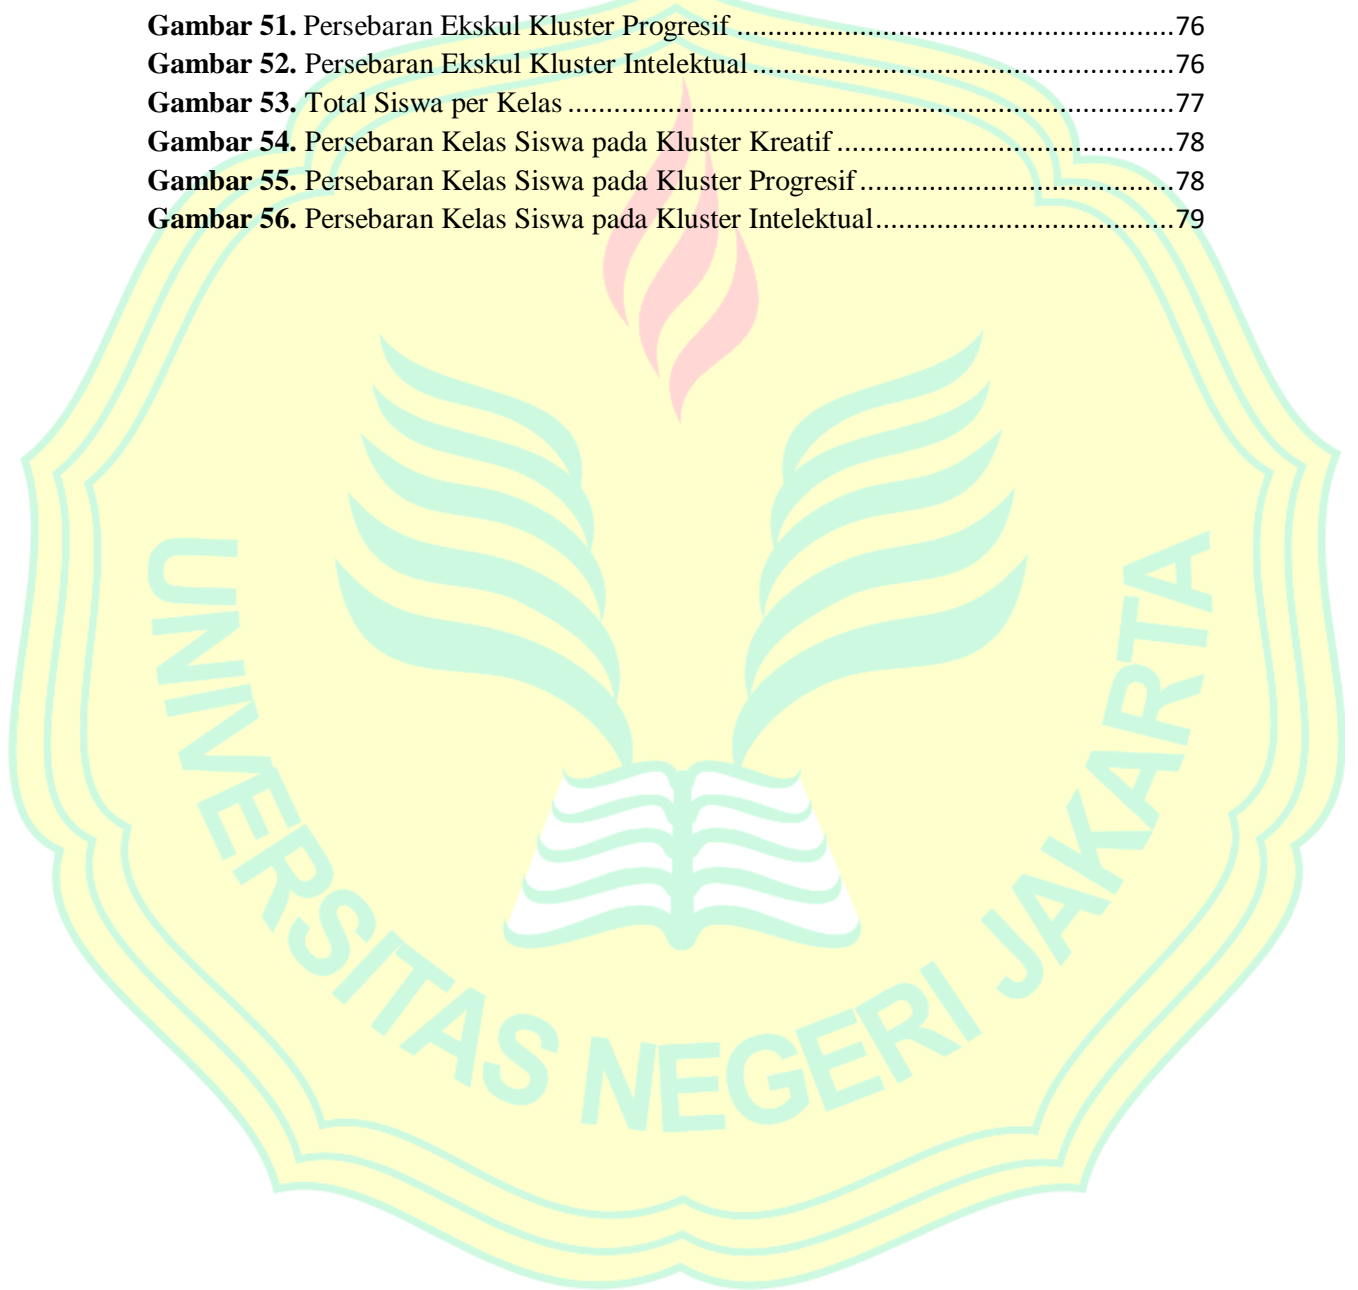 Gambar 51. Persebaran Ekskul Kluster Progresif ........................................................76
Gambar 52. Persebaran Ekskul Kluster Intelektual ......................................................76
Gambar 53. Total Siswa per Kelas ..............................................................................77
Gambar 54. Persebaran Kelas Siswa pada Kluster Kreatif ...........................................78
Gambar 55. Persebaran Kelas Siswa pada Kluster Progresif ........................................78
Gambar 56. Persebaran Kelas Siswa pada Kluster Intelektual......................................79
UNIVERSITAS NEGERI JAKARTA